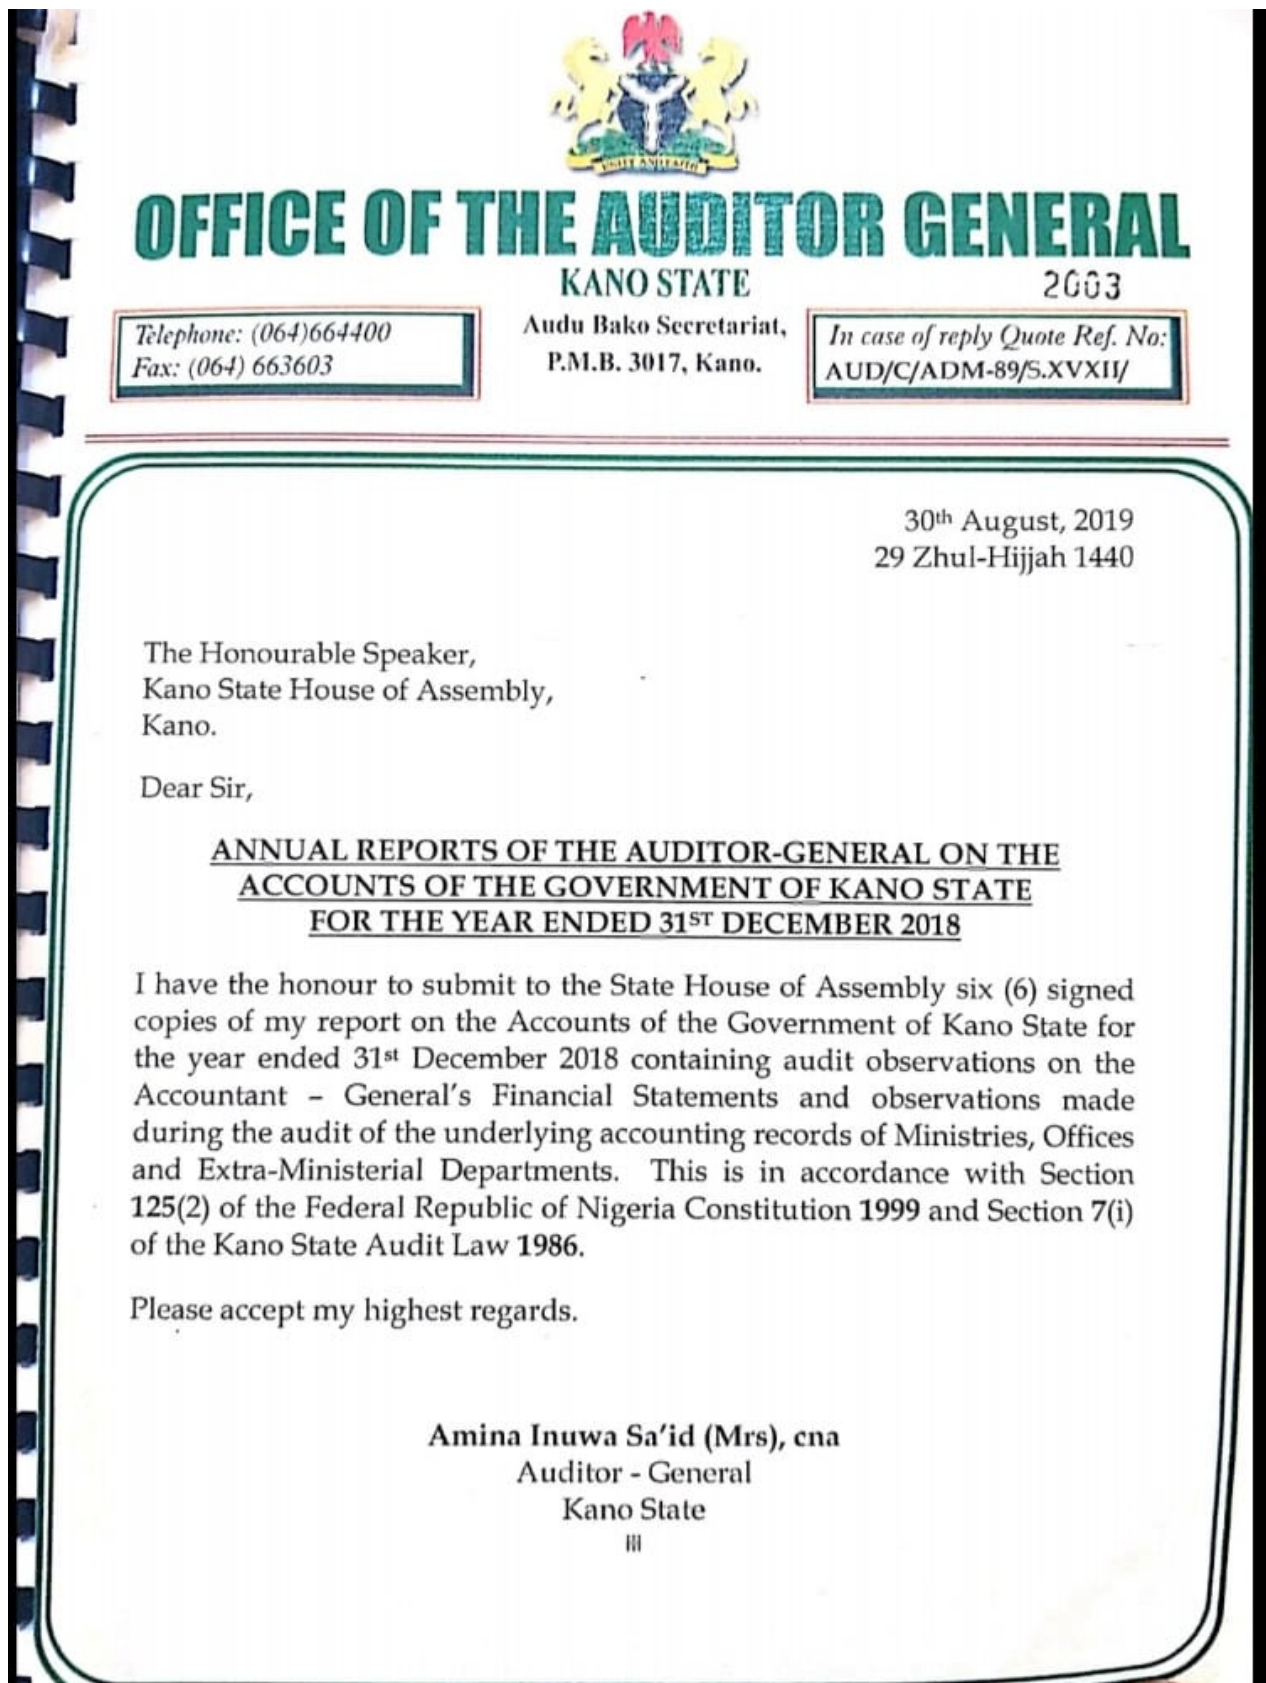 UNITY AND FAITH
OFFICE OF THE AUDITOR GENERAL
KANO STATE
2003
Telephone: (064)664400
Fax: (064) 663603
Audu Bako Secretariat,
P.M.B. 3017, Kano.
In case of reply Quote Ref. No:
AUD/C/ADM-89/S.XVXII/
30th August, 2019
29 Zhul-Hijjah 1440
The Honourable Speaker,
Kano State House of Assembly,
Kano.
Dear Sir,
ANNUAL REPORTS OF THE AUDITOR-GENERAL ON THE
ACCOUNTS OF THE GOVERNMENT OF KANO STATE
FOR THE YEAR ENDED 31ST DECEMBER 2018
I have the honour to submit to the State House of Assembly six (6) signed
copies of my report on the Accounts of the Government of Kano State for
the year ended 31st December 2018 containing audit observations on the
Accountant – General's Financial Statements and observations made
during the audit of the underlying accounting records of Ministries, Offices
and Extra-Ministerial Departments. This is in accordance with Section
125(2) of the Federal Republic of Nigeria Constitution 1999 and Section 7(i)
of the Kano State Audit Law 1986.
Please accept my highest regards.
Amina Inuwa Sa'id (Mrs), cna
Auditor - General
Kano State
iii